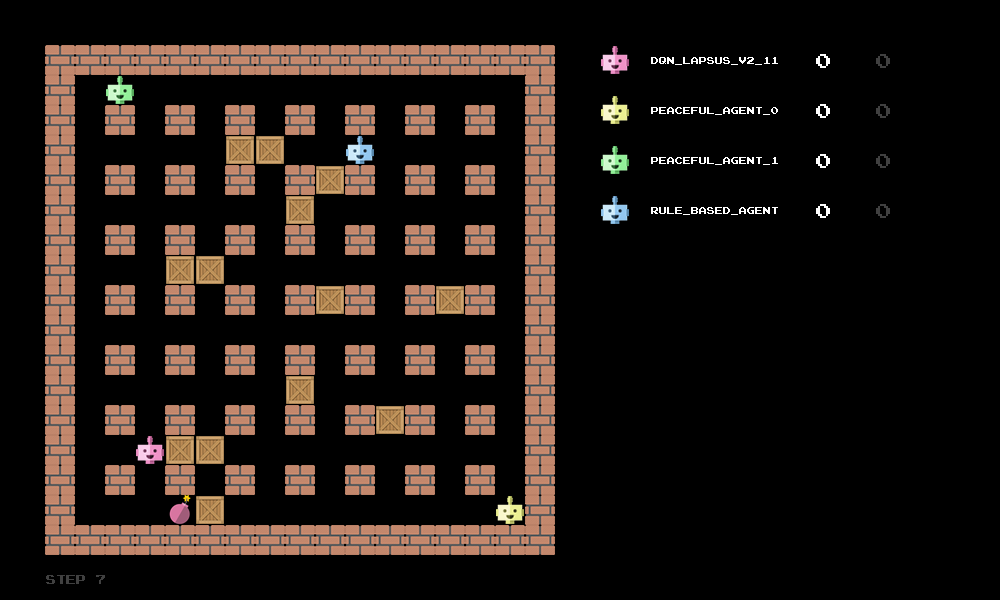 DQN_LAPSUS_V2_11 0 0
PEACEFUL_AGENT_0 0 0
PEACEFUL_AGENT_1 0 0
RULE_BASED_AGENT 0 0
STEP 7